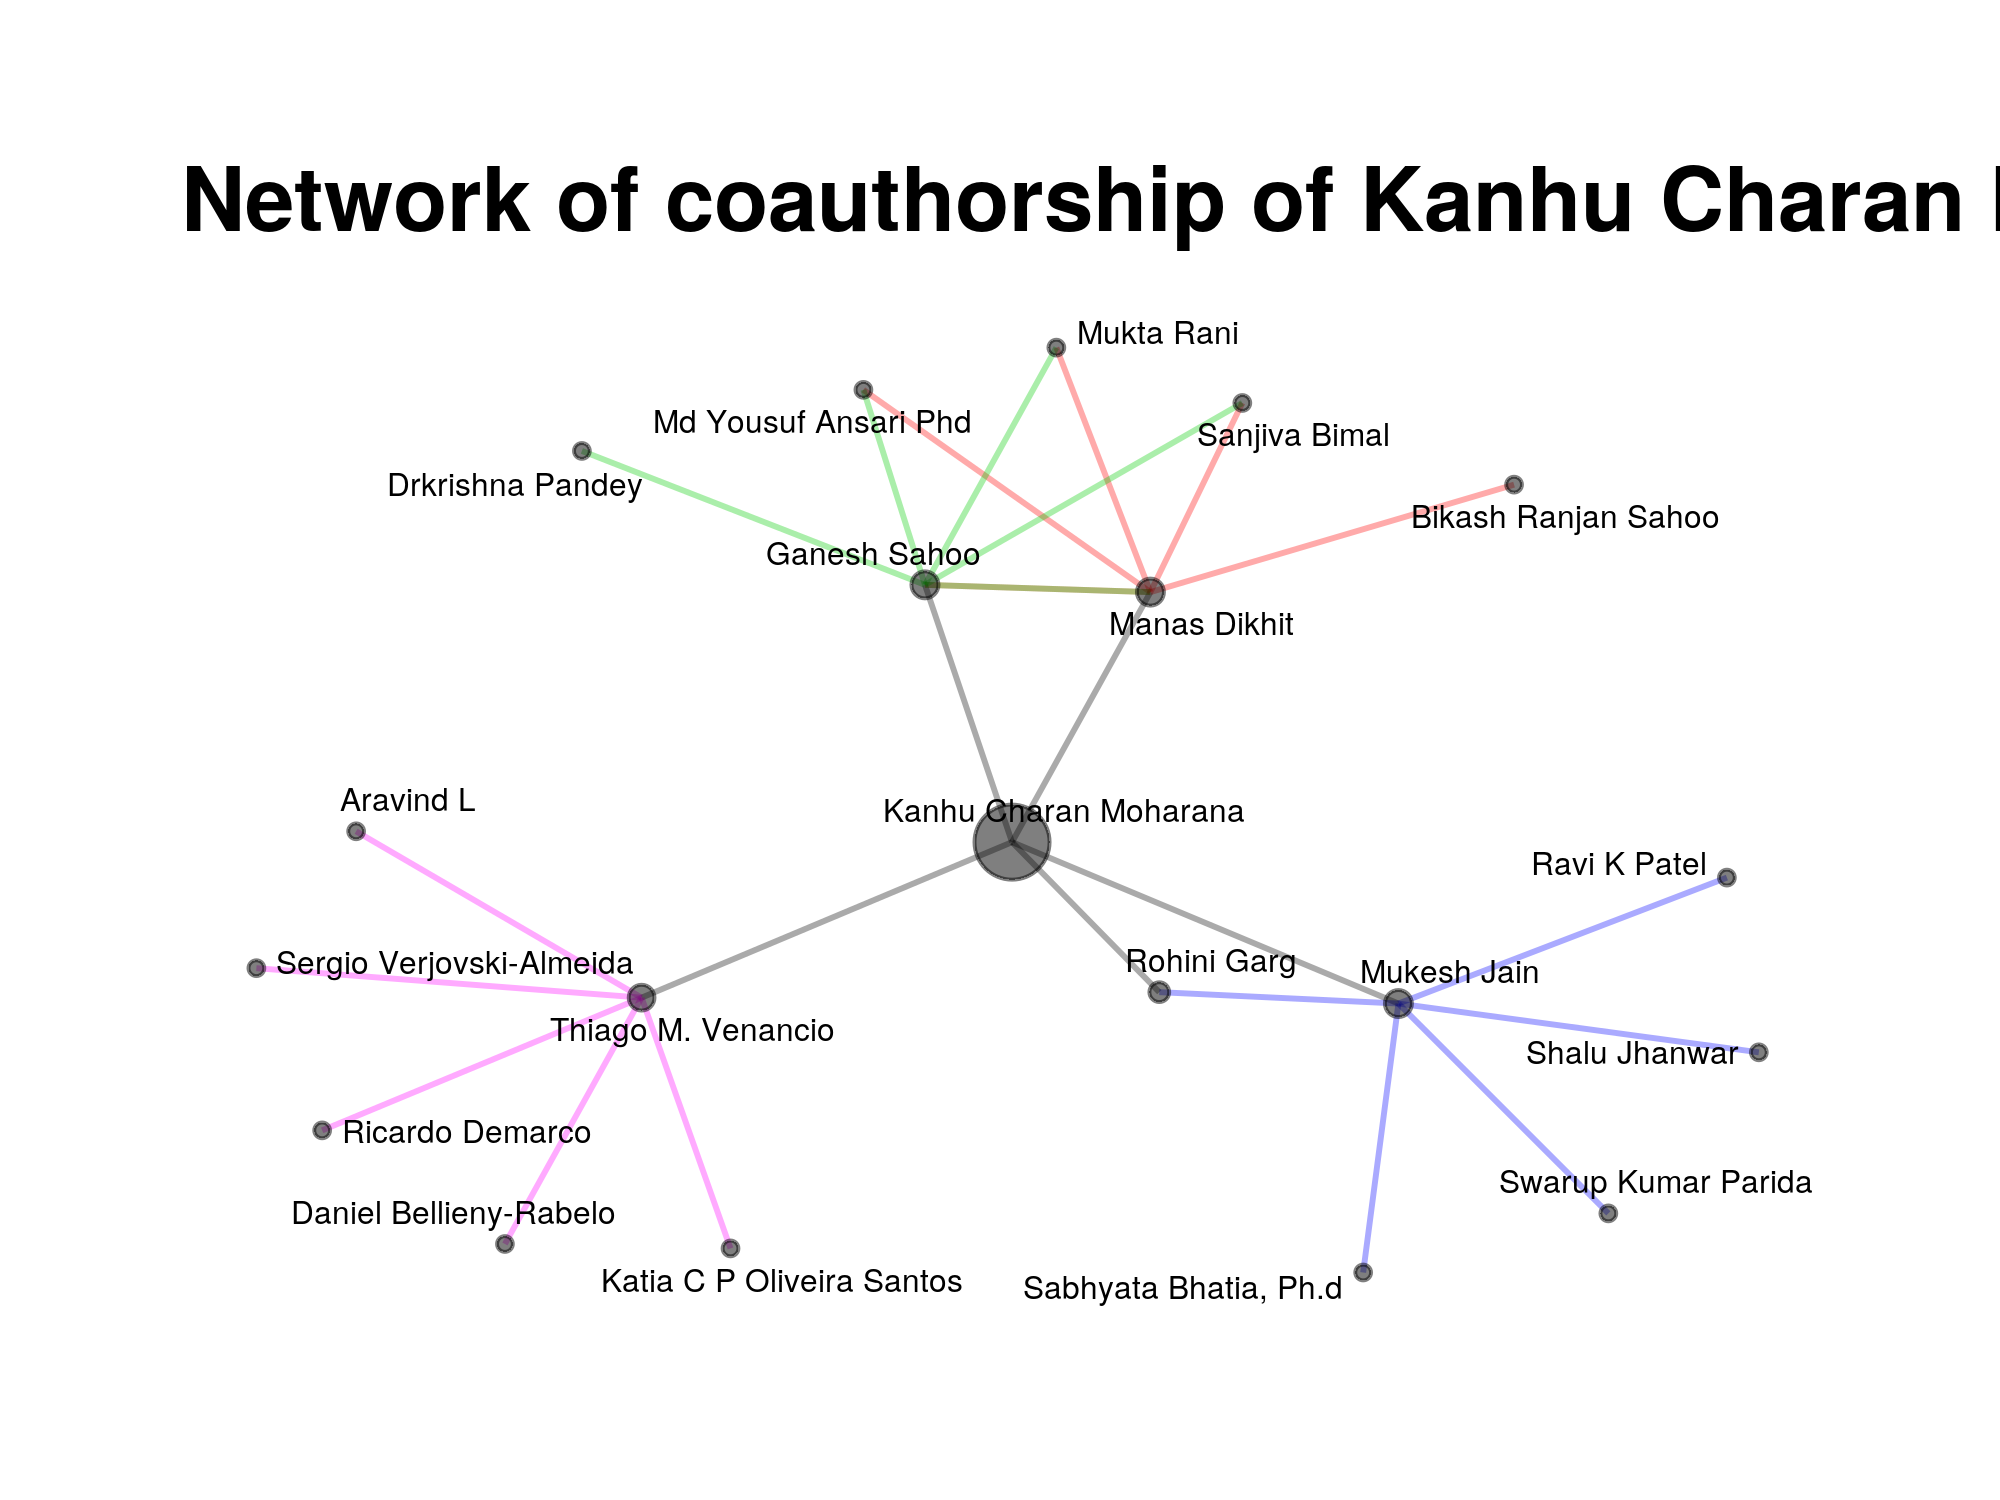 Network of coauthorship of Kanhu Charan
Mukta Rani
Md Yousuf Ansari Phd
Sanjiva Bimal
Drkrishna Pandey
Bikash Ranjan Sahoo
Ganesh Sahoo
Manas Dikhit
Aravind L
Kanhu Charan Moharana
Ravi K Patel
Sergio Verjovski-Almeida
Rohini Garg
Mukesh Jain
Thiago M. Venancio
Shalu Jhanwar
Ricardo Demarco
Swarup Kumar Parida
Daniel Bellieny-Rabelo
Katia C P Oliveira Santos
Sabhyata Bhatia, Ph.d